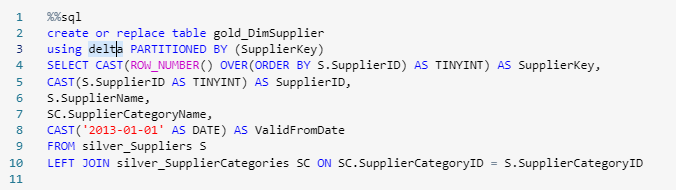 1 %%sql
2 create or replace table gold_DimSupplier
3 using delta PARTITIONED BY (SupplierKey)
4 SELECT CAST(ROW_NUMBER() OVER(ORDER BY S.SupplierID) AS TINYINT) AS SupplierKey,
5 CAST(S.SupplierID AS TINYINT) AS SupplierID,
6 S.SupplierName,
7 SC.SupplierCategoryName,
8 CAST('2013-01-01' AS DATE) AS ValidFromDate
9 FROM silver_Suppliers S
10 LEFT JOIN silver_SupplierCategories SC ON SC.SupplierCategoryID = S.SupplierCategoryID
11